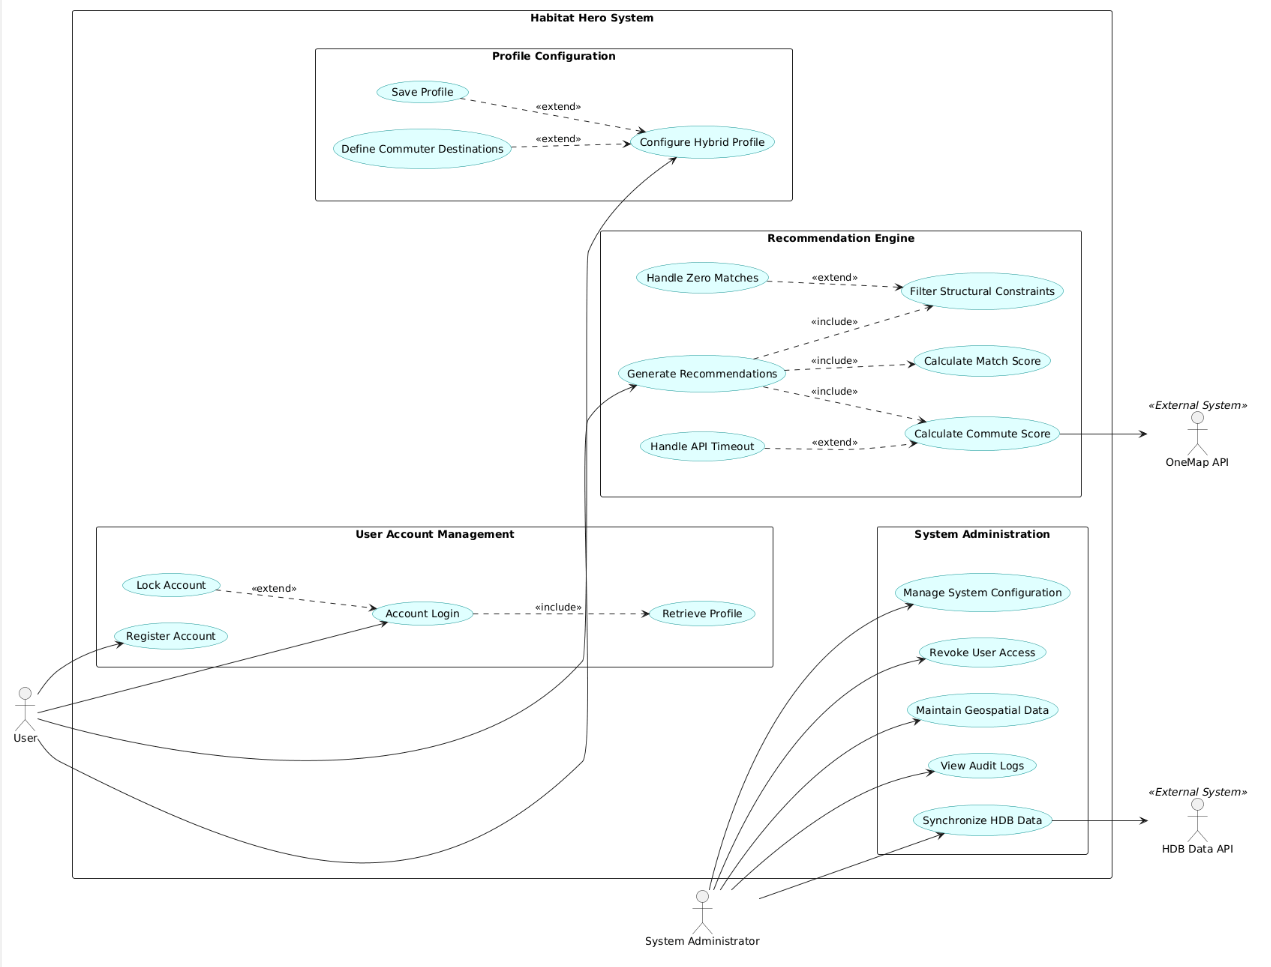 Habitat Hero System
Profile Configuration
Save Profile
«extend»
Define Commuter Destinations
«extend»
Configure Hybrid Profile
Recommendation Engine
Handle Zero Matches
«extend»
Filter Structural Constraints
«include»
Generate Recommendations
«include»
Calculate Match Score
«include»
Calculate Commute Score
Handle API Timeout
«extend»
«External System»
OneMap API
User Account Management
Lock Account
«extend»
Account Login
«include»
Retrieve Profile
Register Account
User
System Administration
Manage System Configuration
Revoke User Access
Maintain Geospatial Data
View Audit Logs
Synchronize HDB Data
«External System»
HDB Data API
System Administrator